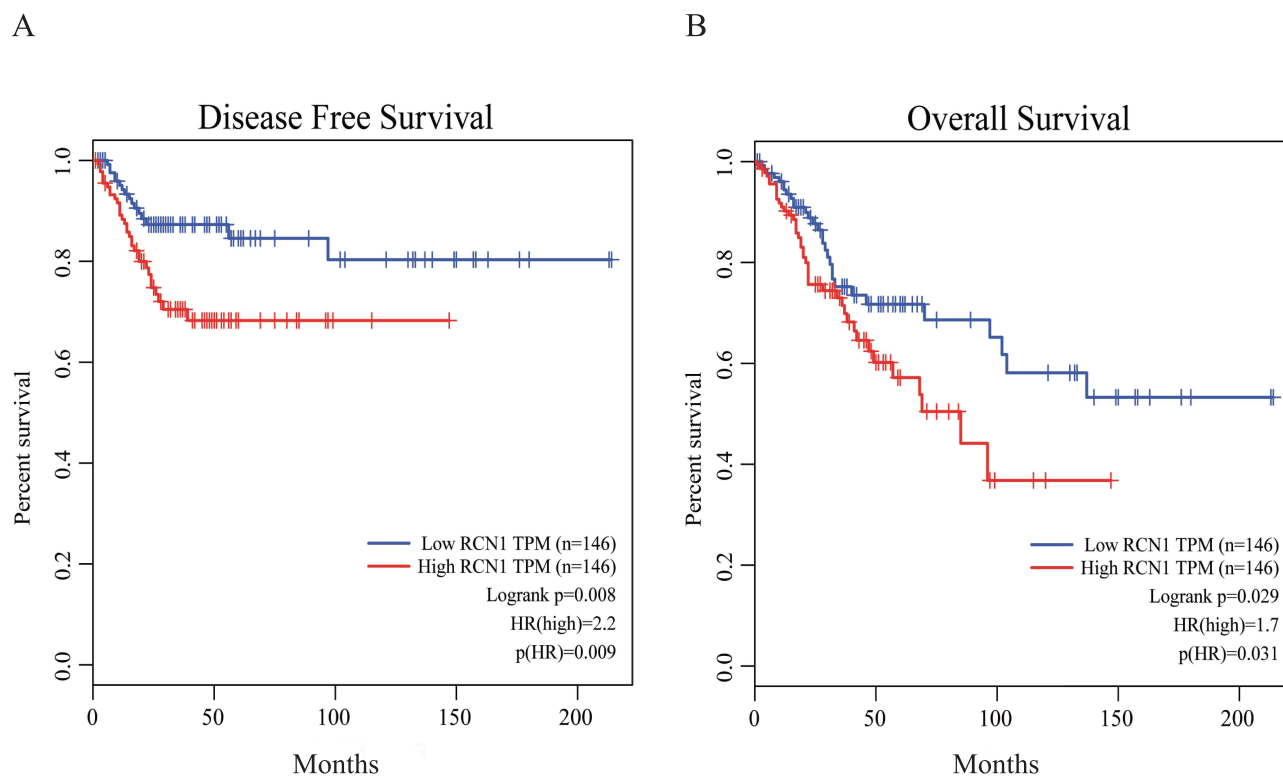 A
Disease Free Survival
Percent survival
1.0
0.8
0.6
0.4
0.2
0.0
Low RCN1 TPM (n=146)
High RCN1 TPM (n=146)
Logrank p=0.008
HR(high)=2.2
p(HR)=0.009
0 50 100 150 200
Months
B
Overall Survival
Percent survival
1.0
0.8
0.6
0.4
0.2
0.0
Low RCN1 TPM (n=146)
High RCN1 TPM (n=146)
Logrank p=0.029
HR(high)=1.7
p(HR)=0.031
0 50 100 150 200
Months